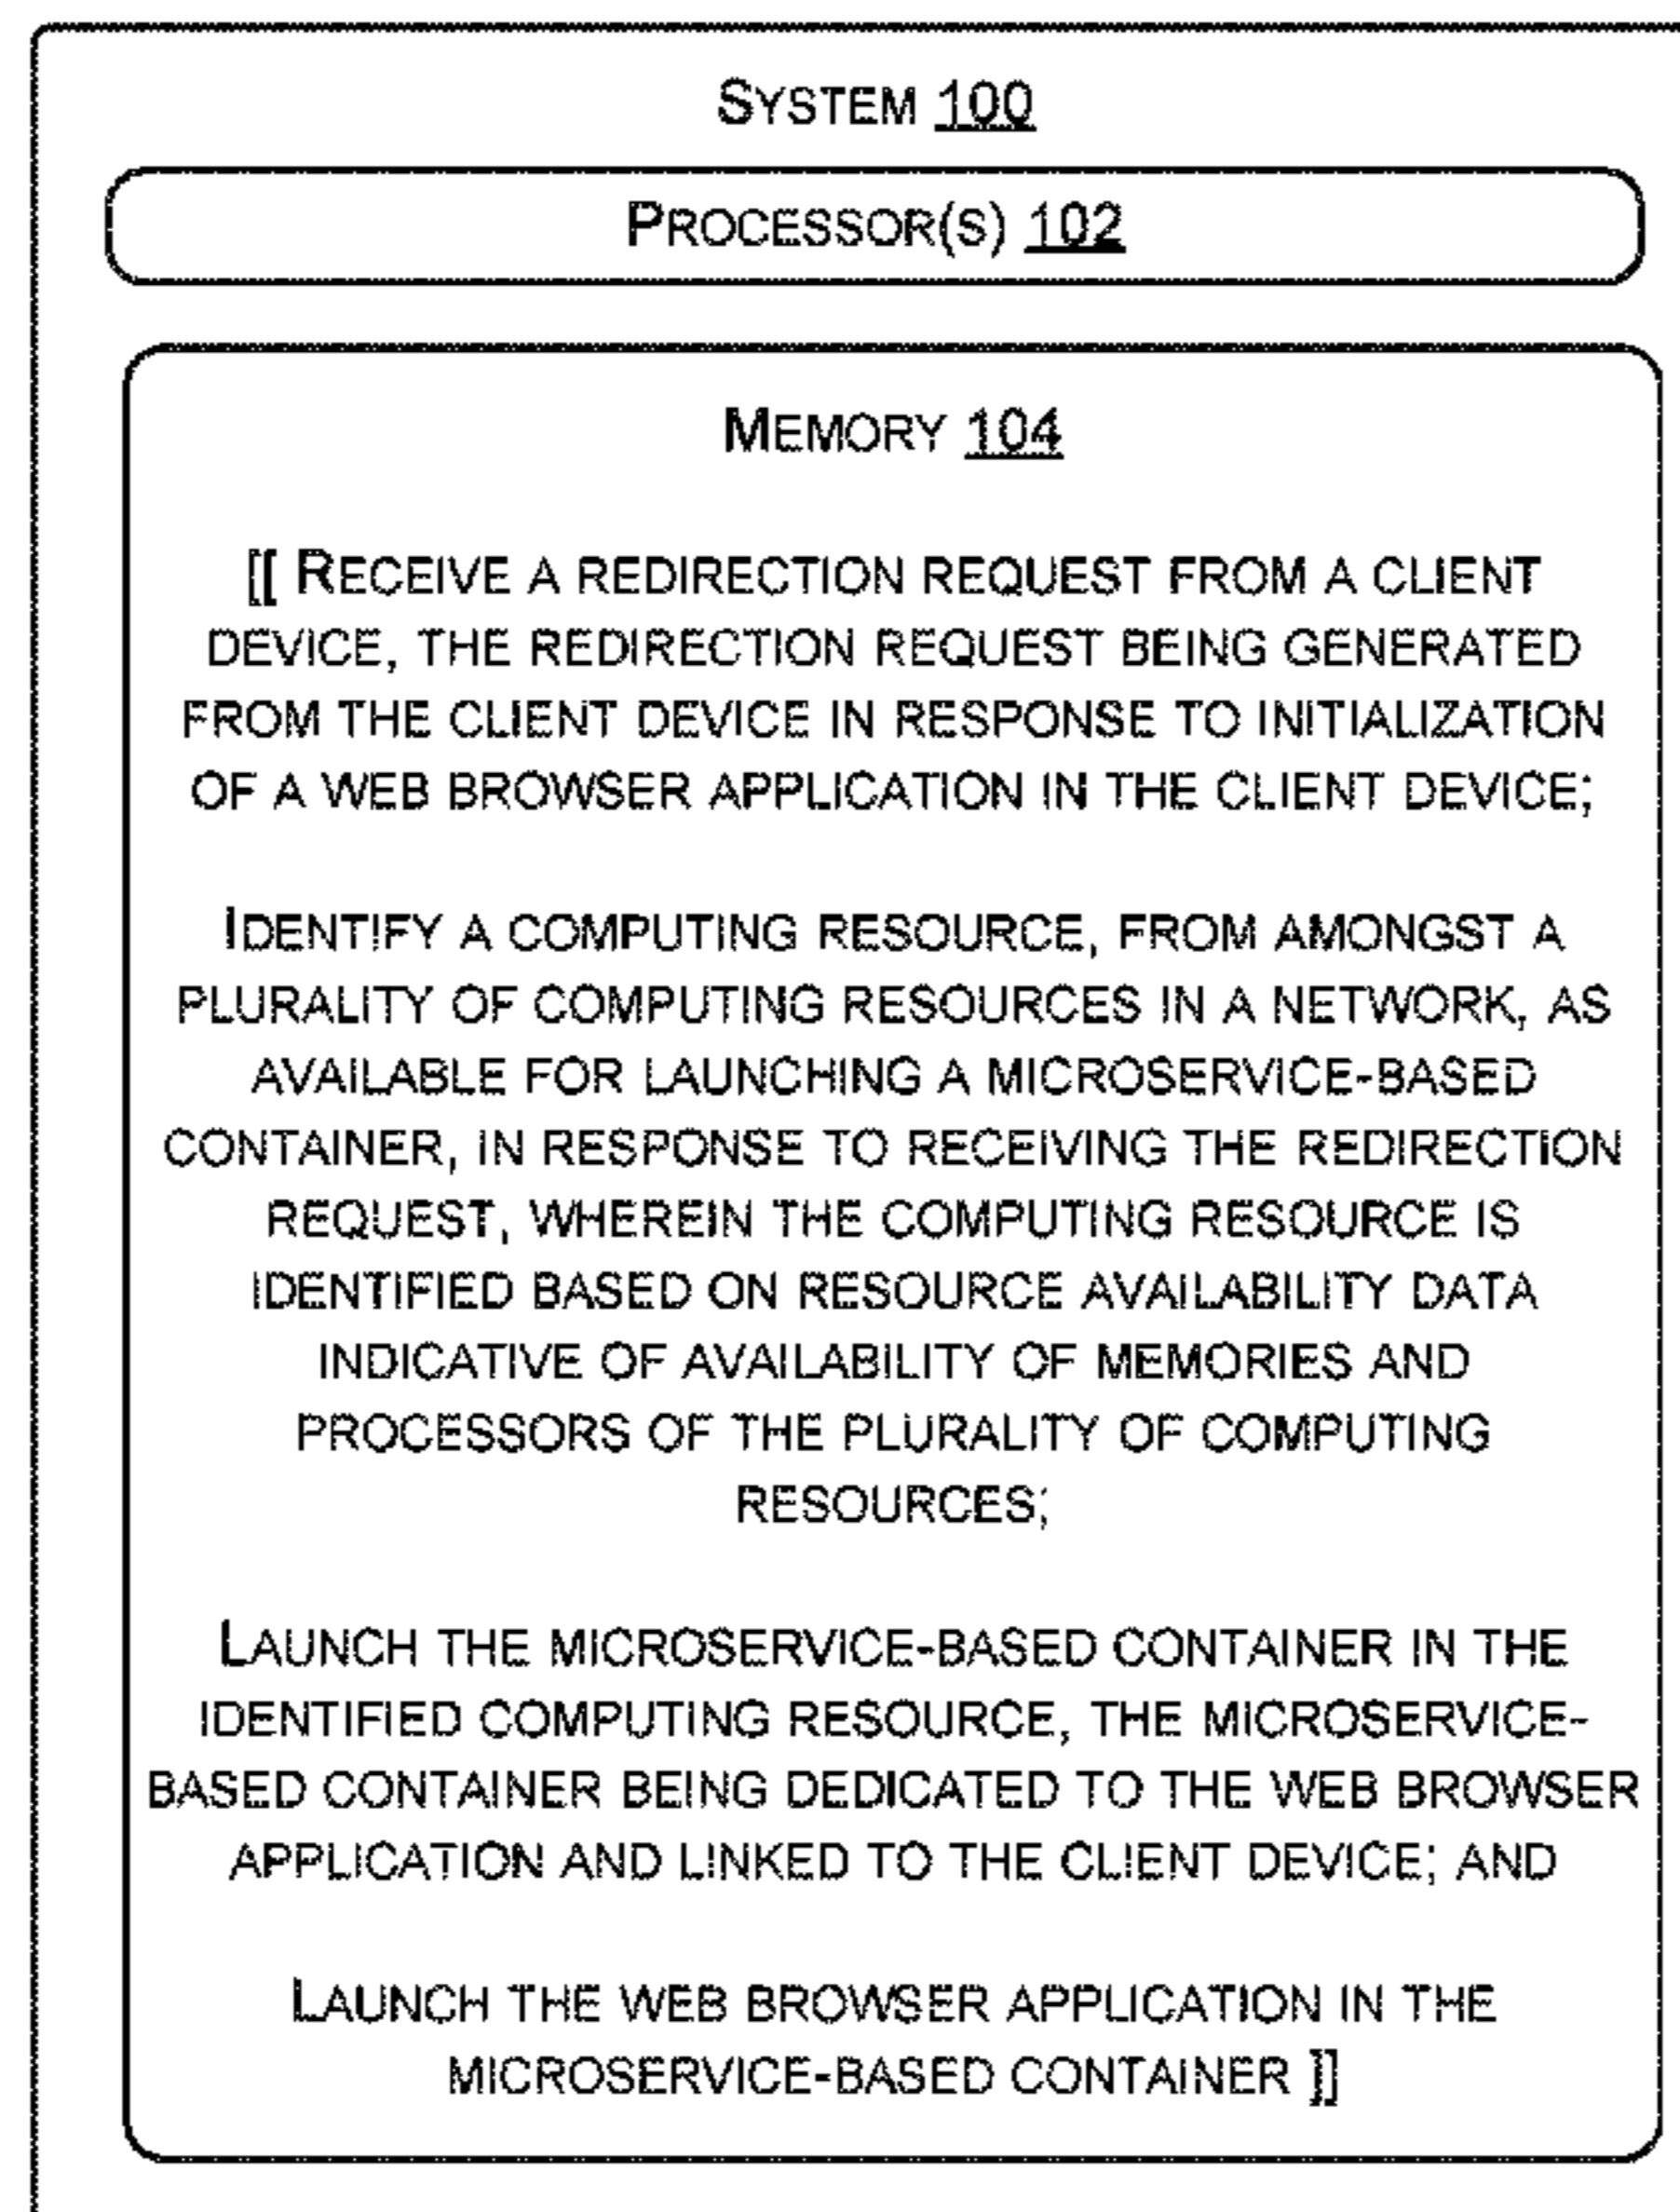 SYSTEM 100
PROCESSOR(S) 102
MEMORY 104
[[ RECEIVE A REDIRECTION REQUEST FROM A CLIENT
DEVICE, THE REDIRECTION REQUEST BEING GENERATED
FROM THE CLIENT DEVICE IN RESPONSE TO INITIALIZATION
OF A WEB BROWSER APPLICATION IN THE CLIENT DEVICE;
IDENTIFY A COMPUTING RESOURCE, FROM AMONGST A
PLURALITY OF COMPUTING RESOURCES IN A NETWORK, AS
AVAILABLE FOR LAUNCHING A MICROSERVICE-BASED
CONTAINER, IN RESPONSE TO RECEIVING THE REDIRECTION
REQUEST, WHEREIN THE COMPUTING RESOURCE IS
IDENTIFIED BASED ON RESOURCE AVAILABILITY DATA
INDICATIVE OF AVAILABILITY OF MEMORIES AND
PROCESSORS OF THE PLURALITY OF COMPUTING
RESOURCES;
LAUNCH THE MICROSERVICE-BASED CONTAINER IN THE
IDENTIFIED COMPUTING RESOURCE, THE MICROSERVICE-
BASED CONTAINER BEING DEDICATED TO THE WEB BROWSER
APPLICATION AND LINKED TO THE CLIENT DEVICE; AND
LAUNCH THE WEB BROWSER APPLICATION IN THE
MICROSERVICE-BASED CONTAINER ]]